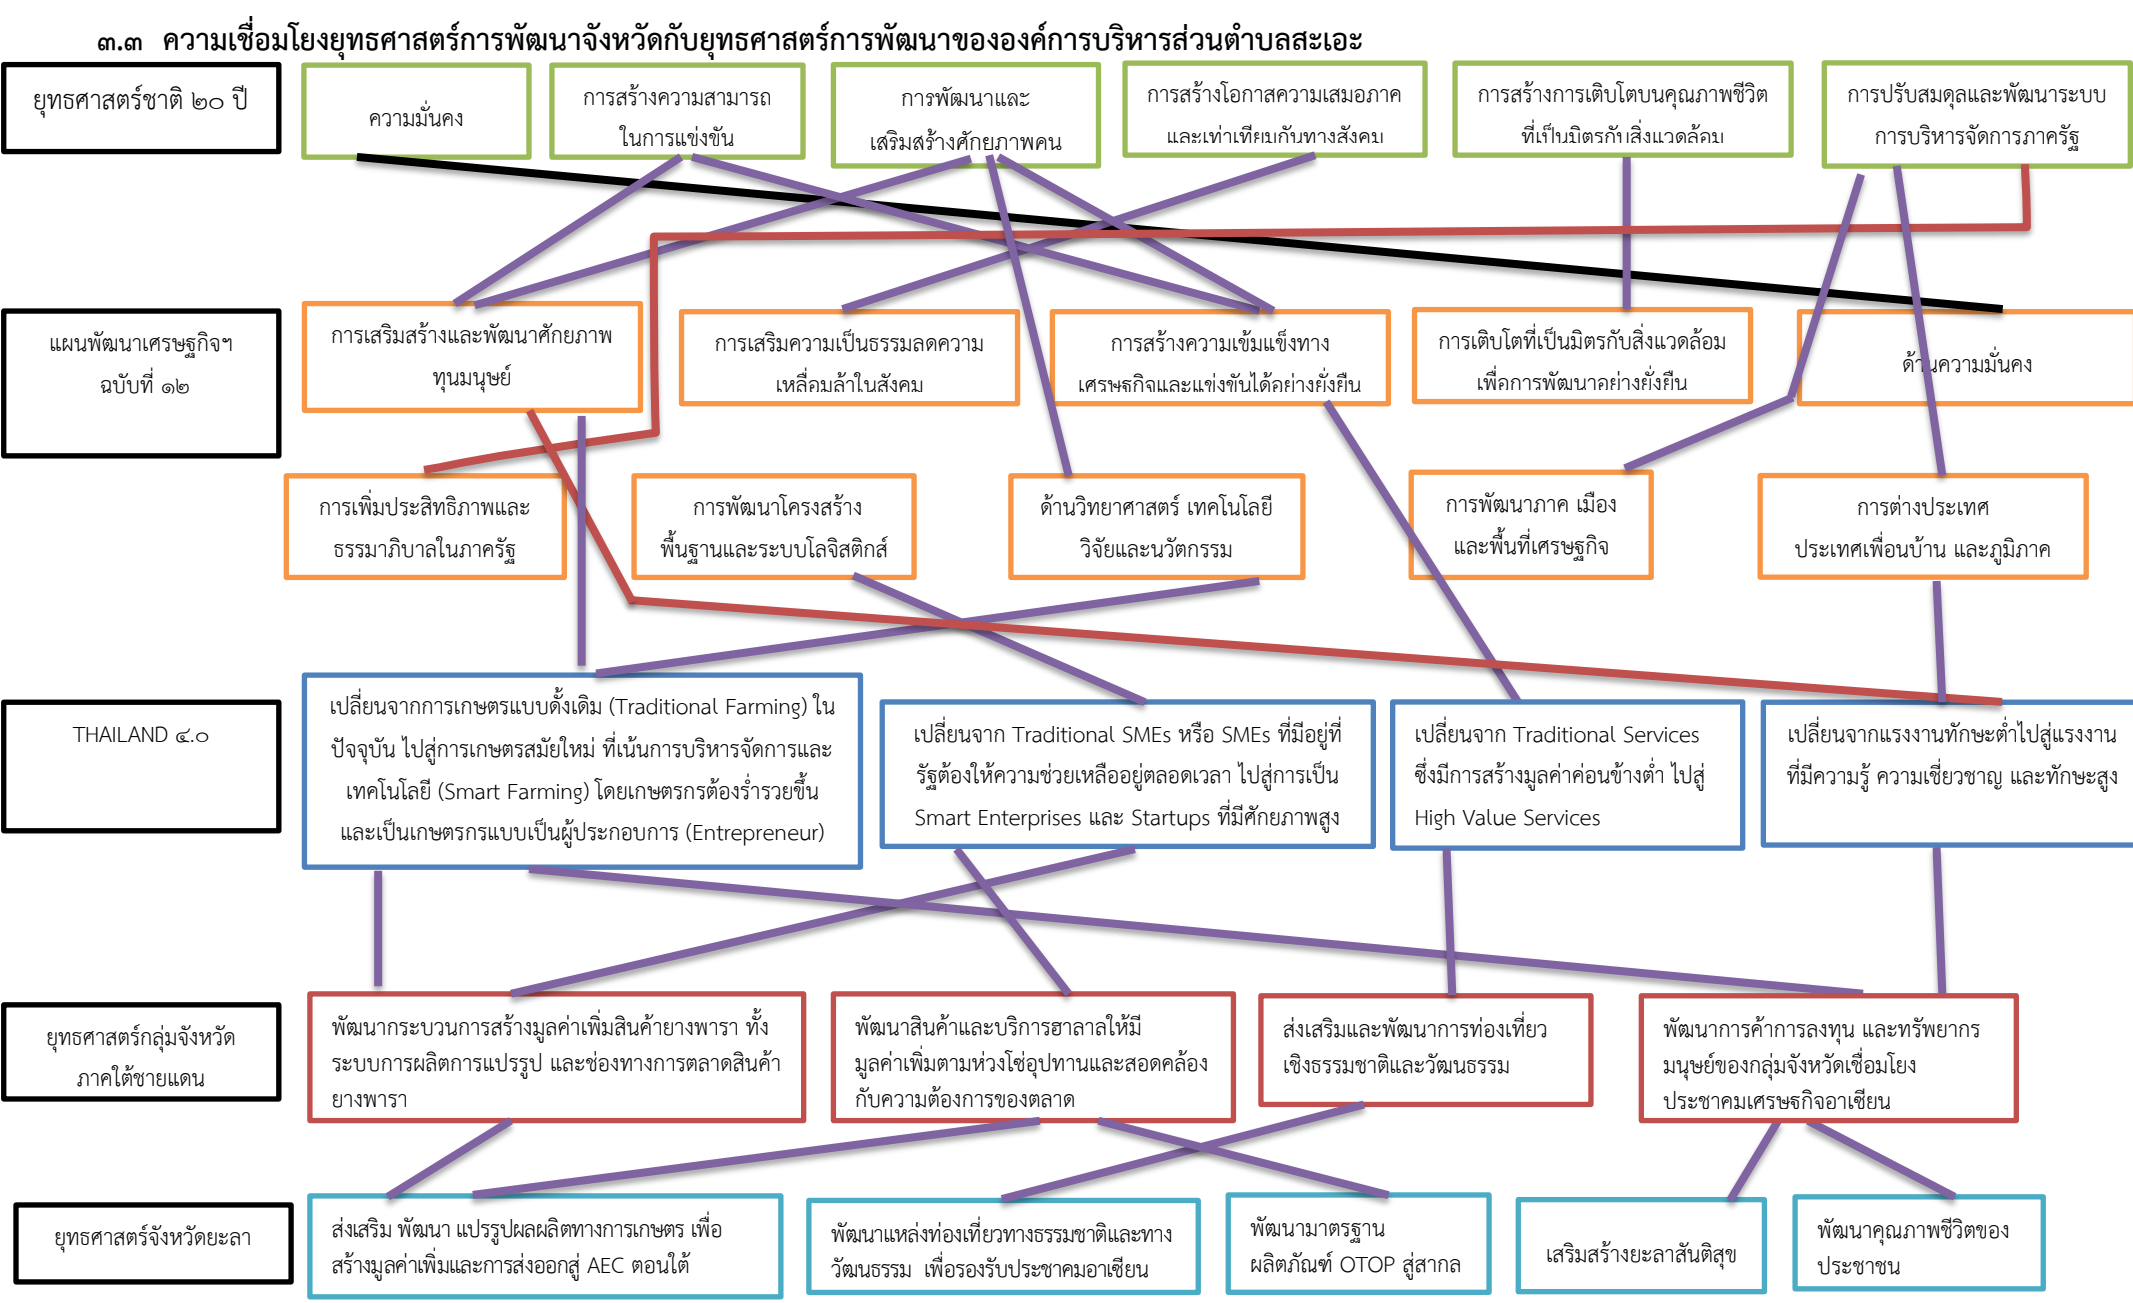 ๓.๓ ความเชื่อมโยงยุทธศาสตร์การพัฒนาจังหวัดกับยุทธศาสตร์การพัฒนาขององค์การบริหารส่วนตำบลสะเอะ
ยุทธศาสตร์ชาติ ๒๐ ปี
ความมั่นคง
การสร้างความสามารถ
ในการแข่งขัน
การพัฒนาและ
เสริมสร้างศักยภาพคน
การสร้างโอกาสความเสมอภาค
และเท่าเทียมกันทางสังคม
การสร้างการเติบโตบนคุณภาพชีวิต
ที่เป็นมิตรกับสิ่งแวดล้อม
การปรับสมดุลและพัฒนาระบบ
การบริหารจัดการภาครัฐ
แผนพัฒนาเศรษฐกิจฯ
ฉบับที่ ๑๒
การเสริมสร้างและพัฒนาศักยภาพ
ทุนมนุษย์
การเสริมความเป็นธรรมลดความ
เหลื่อมล้าในสังคม
การสร้างความเข้มแข็งทาง
เศรษฐกิจและแข่งขันได้อย่างยั่งยืน
การเติบโตที่เป็นมิตรกับสิ่งแวดล้อม
เพื่อการพัฒนาอย่างยั่งยืน
ด้านความมั่นคง
การเพิ่มประสิทธิภาพและ
ธรรมาภิบาลในภาครัฐ
การพัฒนาโครงสร้าง
พื้นฐานและระบบโลจิสติกส์
ด้านวิทยาศาสตร์ เทคโนโลยี
วิจัยและนวัตกรรม
การพัฒนาภาค เมือง
และพื้นที่เศรษฐกิจ
การต่างประเทศ
ประเทศเพื่อนบ้าน และภูมิภาค
THAILAND ๔.๐
เปลี่ยนจากการเกษตรแบบดั้งเดิม (Traditional Farming) ใน
ปัจจุบัน ไปสู่การเกษตรสมัยใหม่ ที่เน้นการบริหารจัดการและ
เทคโนโลยี (Smart Farming) โดยเกษตรกรต้องร่ำรวยขึ้น
และเป็นเกษตรกรแบบเป็นผู้ประกอบการ (Entrepreneur)
เปลี่ยนจาก Traditional SMEs หรือ SMEs ที่มีอยู่ที่
รัฐต้องให้ความช่วยเหลืออยู่ตลอดเวลา ไปสู่การเป็น
Smart Enterprises และ Startups ที่มีศักยภาพสูง
เปลี่ยนจาก Traditional Services
ซึ่งมีการสร้างมูลค่าค่อนข้างต่ำ ไปสู่
High Value Services
เปลี่ยนจากแรงงานทักษะต่ำไปสู่แรงงาน
ที่มีความรู้ ความเชี่ยวชาญ และทักษะสูง
ยุทธศาสตร์กลุ่มจังหวัด
ภาคใต้ชายแดน
พัฒนากระบวนการสร้างมูลค่าเพิ่มสินค้ายางพารา ทั้ง
ระบบการผลิตการแปรรูป และช่องทางการตลาดสินค้า
ยางพารา
พัฒนาสินค้าและบริการฮาลาลให้มี
มูลค่าเพิ่มตามห่วงโซ่อุปทานและสอดคล้อง
กับความต้องการของตลาด
ส่งเสริมและพัฒนาการท่องเที่ยว
เชิงธรรมชาติและวัฒนธรรม
พัฒนาการค้าการลงทุน และทรัพยากร
มนุษย์ของกลุ่มจังหวัดเชื่อมโยง
ประชาคมเศรษฐกิจอาเซียน
ยุทธศาสตร์จังหวัดยะลา
ส่งเสริม พัฒนา แปรรูปผลผลิตทางการเกษตร เพื่อ
สร้างมูลค่าเพิ่มและการส่งออกสู่ AEC ตอนใต้
พัฒนาแหล่งท่องเที่ยวทางธรรมชาติและทาง
วัฒนธรรม เพื่อรองรับประชาคมอาเซียน
พัฒนามาตรฐาน
ผลิตภัณฑ์ OTOP สู่สากล
เสริมสร้างยะลาสันติสุข
พัฒนาคุณภาพชีวิตของ
ประชาชน